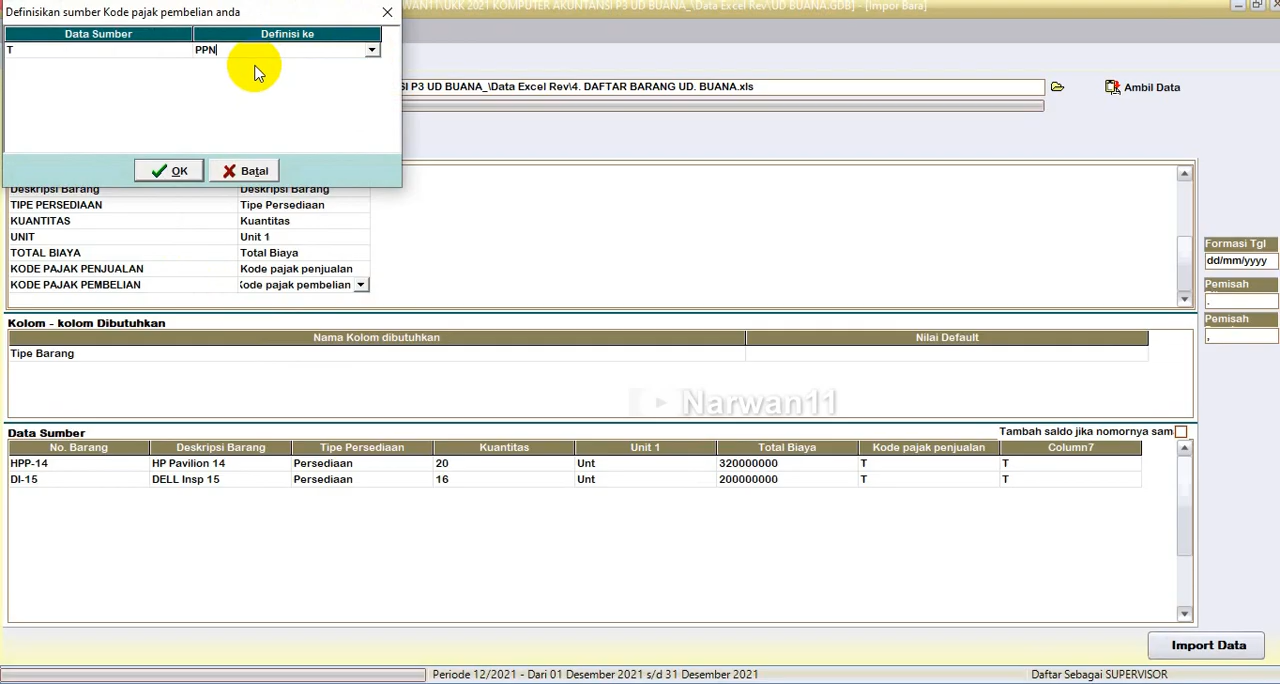 Definisikan sumber Kode pajak pembelian anda
WAN11\UKK 2021 KOMPUTER AKUNTANSI P3 UD BUANA_\Data Excel Rev\UD BUANA.GDB] - [Impor Bara]
Data Sumber Definisi ke
T PPN
I P3 UD BUANA_\Data Excel Rev\4. DAFTAR BARANG UD. BUANA.xls
Ambil Data
OK Batal
Deskripsi Barang Deskripsi Barang
TIPE PERSEDIAAN Tipe Persediaan
KUANTITAS Kuantitas
UNIT Unit 1
TOTAL BIAYA Total Biaya
KODE PAJAK PENJUALAN Kode pajak penjualan
KODE PAJAK PEMBELIAN Kode pajak pembelian
Formasi Tgl
dd/mm/yyyy
Pemisah
.
Pemisah
,
Kolom - kolom Dibutuhkan
Nama Kolom dibutuhkan Nilai Default
Tipe Barang
Narwan11
Data Sumber Tambah saldo jika nomornya sam
No. Barang Deskripsi Barang Tipe Persediaan Kuantitas Unit 1 Total Biaya Kode pajak penjualan Column7
HPP-14 HP Pavilion 14 Persediaan 20 Unt 320000000 T T
DI-15 DELL Insp 15 Persediaan 16 Unt 200000000 T T
Import Data
Periode 12/2021 - Dari 01 Desember 2021 s/d 31 Desember 2021 Daftar Sebagai SUPERVISOR